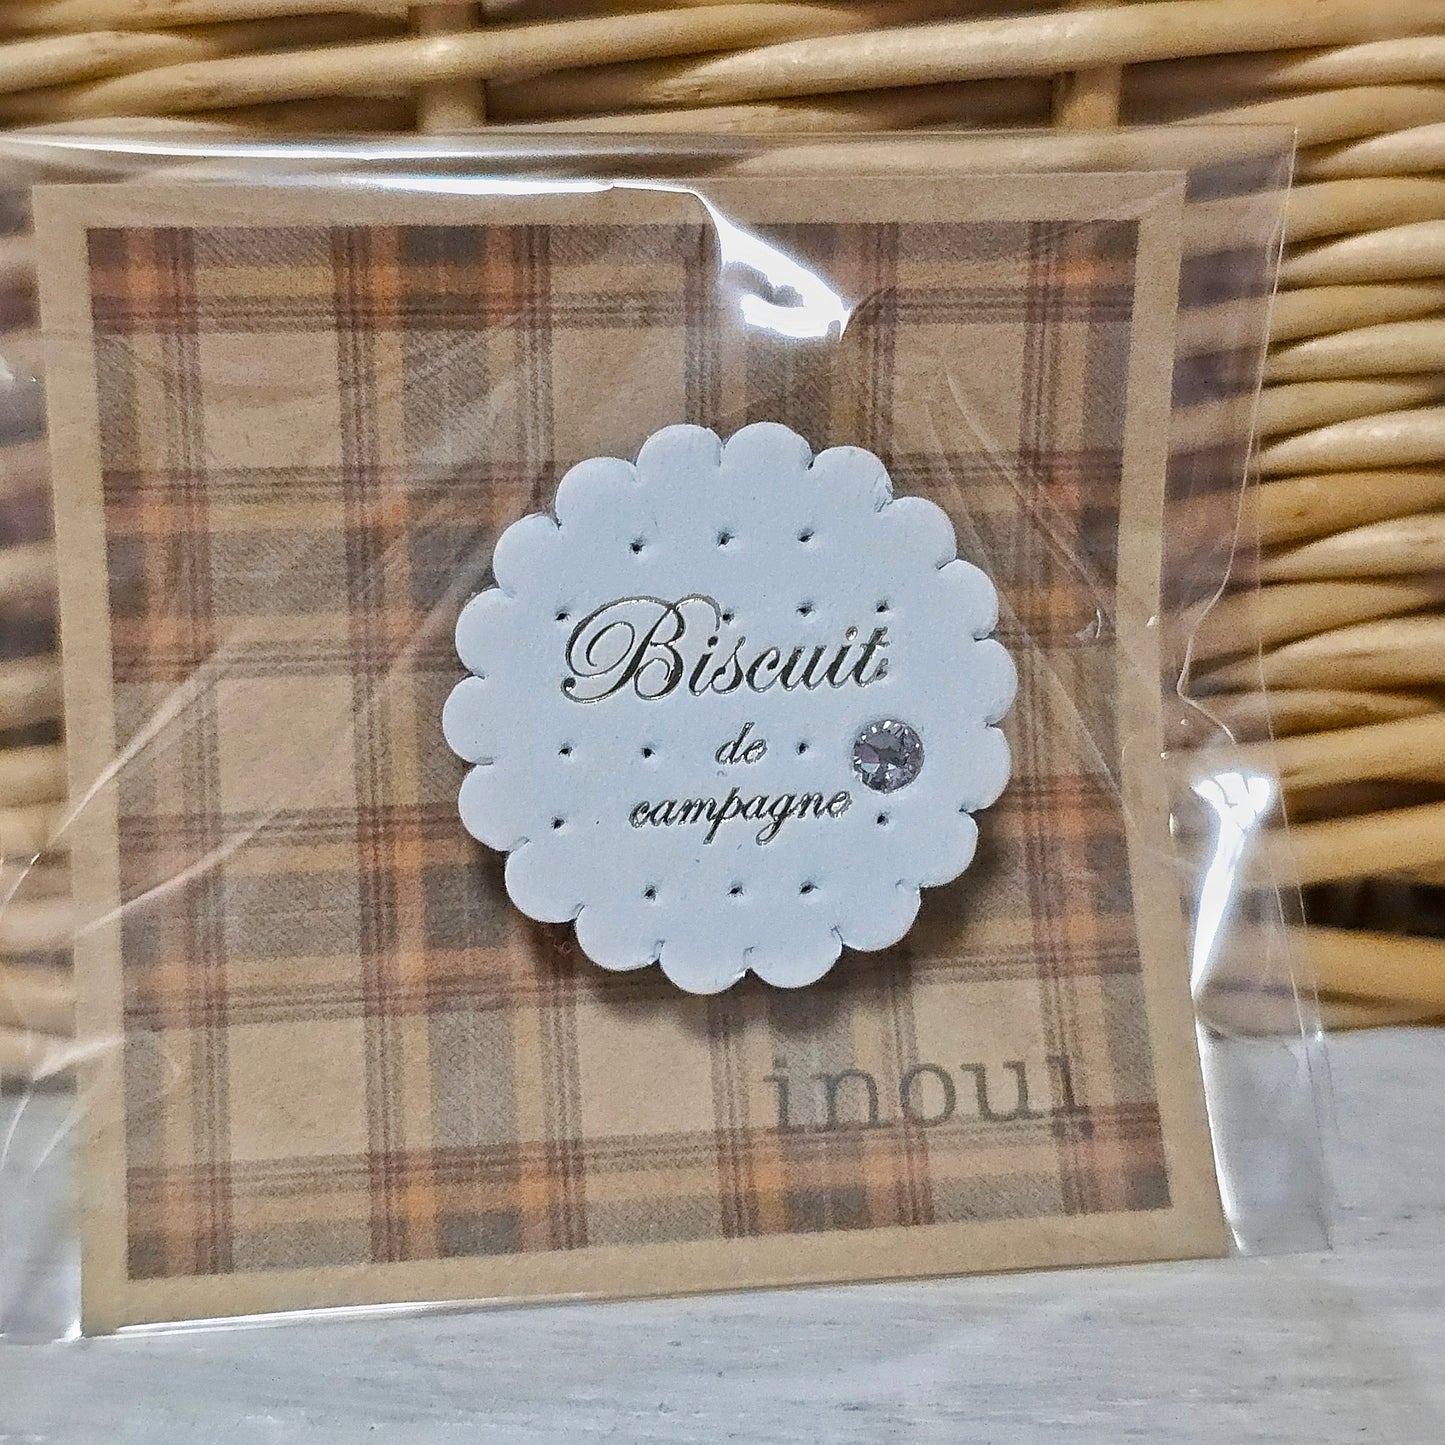 Biscuit
de
campagne
inoui